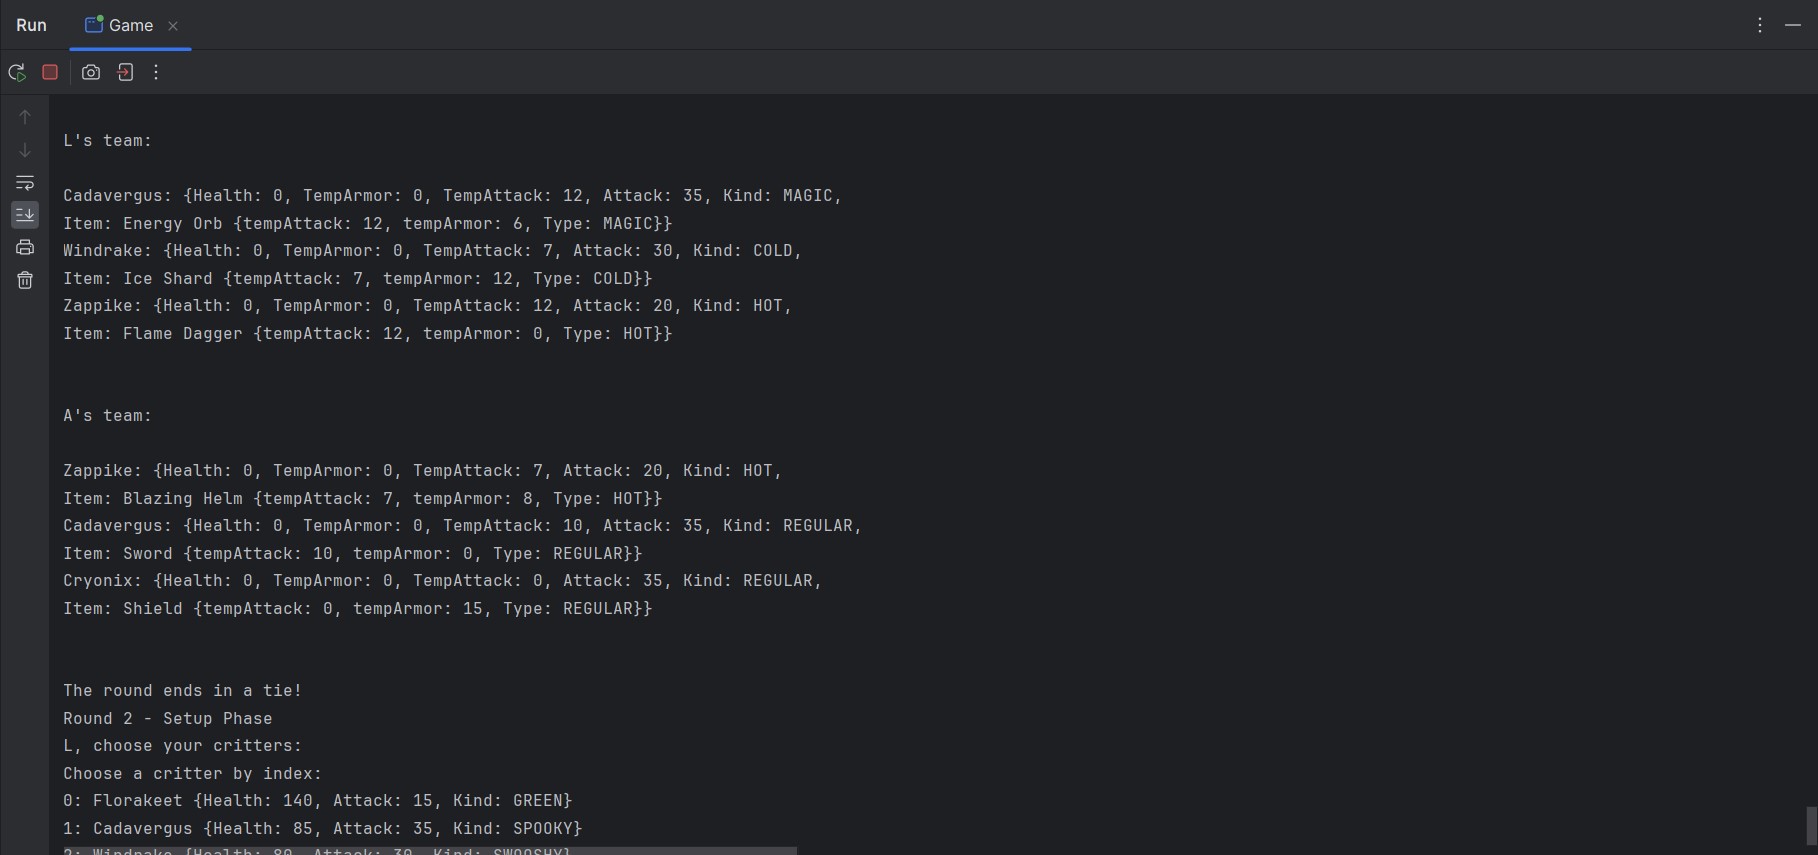 Run
Game
L's team:
Cadavergus: {Health: 0, TempArmor: 0, TempAttack: 12, Attack: 35, Kind: MAGIC,
Item: Energy Orb {tempAttack: 12, tempArmor: 6, Type: MAGIC}}
Windrake: {Health: 0, TempArmor: 0, TempAttack: 7, Attack: 30, Kind: COLD,
Item: Ice Shard {tempAttack: 7, tempArmor: 12, Type: COLD}}
Zappike: {Health: 0, TempArmor: 0, TempAttack: 12, Attack: 20, Kind: HOT,
Item: Flame Dagger {tempAttack: 12, tempArmor: 0, Type: HOT}}
A's team:
Zappike: {Health: 0, TempArmor: 0, TempAttack: 7, Attack: 20, Kind: HOT,
Item: Blazing Helm {tempAttack: 7, tempArmor: 8, Type: HOT}}
Cadavergus: {Health: 0, TempArmor: 0, TempAttack: 10, Attack: 35, Kind: REGULAR,
Item: Sword {tempAttack: 10, tempArmor: 0, Type: REGULAR}}
Cryonix: {Health: 0, TempArmor: 0, TempAttack: 0, Attack: 35, Kind: REGULAR,
Item: Shield {tempAttack: 0, tempArmor: 15, Type: REGULAR}}
The round ends in a tie!
Round 2 - Setup Phase
L, choose your critters:
Choose a critter by index:
0: Florakeet {Health: 140, Attack: 15, Kind: GREEN}
1: Cadavergus {Health: 85, Attack: 35, Kind: SPOOKY}
2: Windrake {Health: 80, Attack: 30, Kind: SWOOSHY}